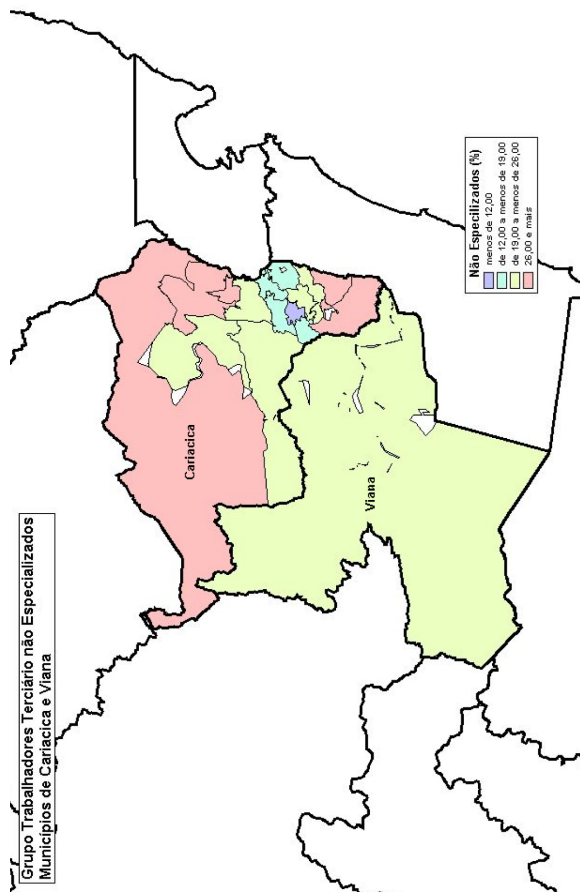 Grupo Trabalhadores Terciário não Especializados
Municípios de Cariacica e Viana
Cariacica
Viana
Não Especilizados (%)
menos de 12,00
de 12,00 a menos de 19,00
de 19,00 a menos de 26,00
26,00 e mais